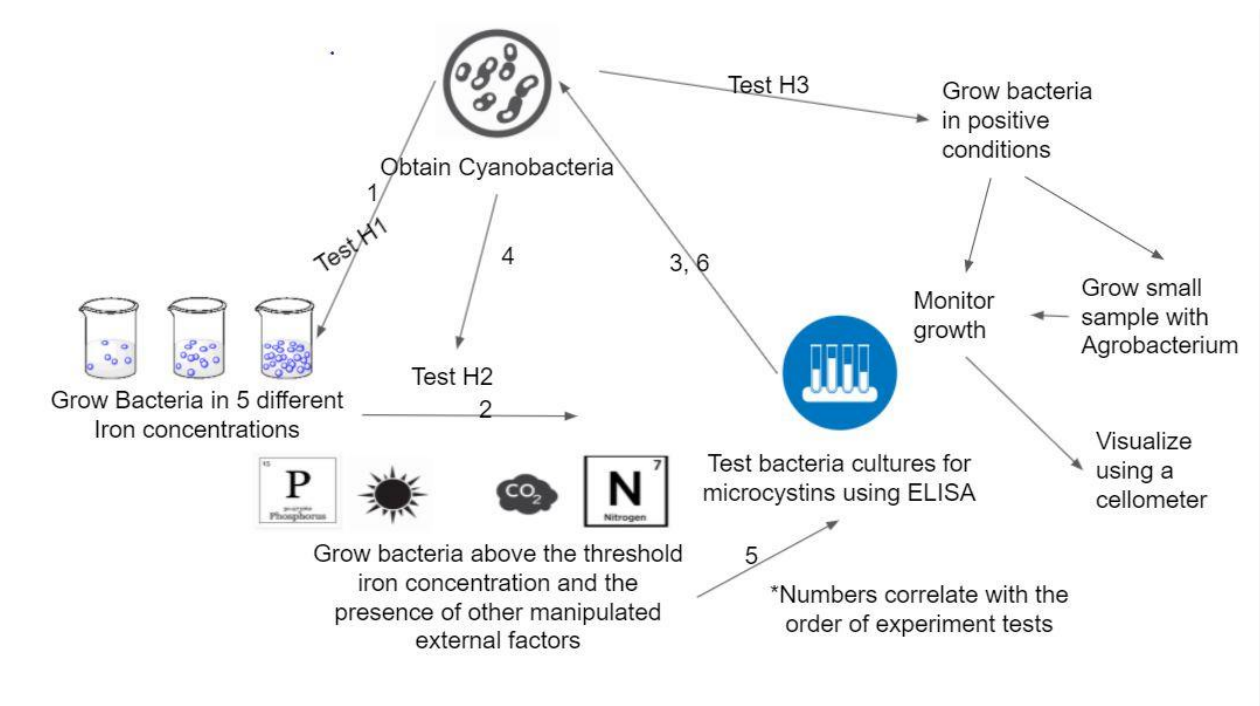 Obtain Cyanobacteria
Test H3
Grow bacteria
in positive
conditions
1
Test H1
4
3, 6
Monitor
growth
Grow small
sample with
Agrobacterium
Grow Bacteria in 5 different
Iron concentrations
Test H2
2
15
P
Phosphorus
CO2
7
N
Nitrogen
Test bacteria cultures for
microcystins using ELISA
Visualize
using a
cellometer
Grow bacteria above the threshold
iron concentration and the
presence of other manipulated
external factors
5
*Numbers correlate with the
order of experiment tests